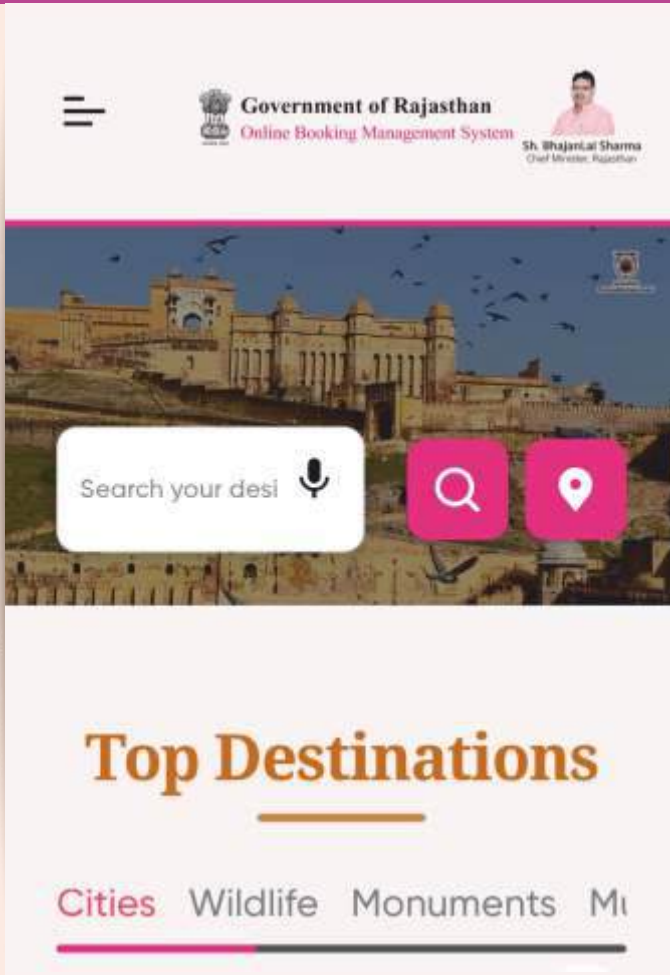 Government of Rajasthan
Online Booking Management System
Sh. BhajanLal Sharma
Chief Minister, Rajasthan
Search your desi
Top Destinations
Cities Wildlife Monuments Mu